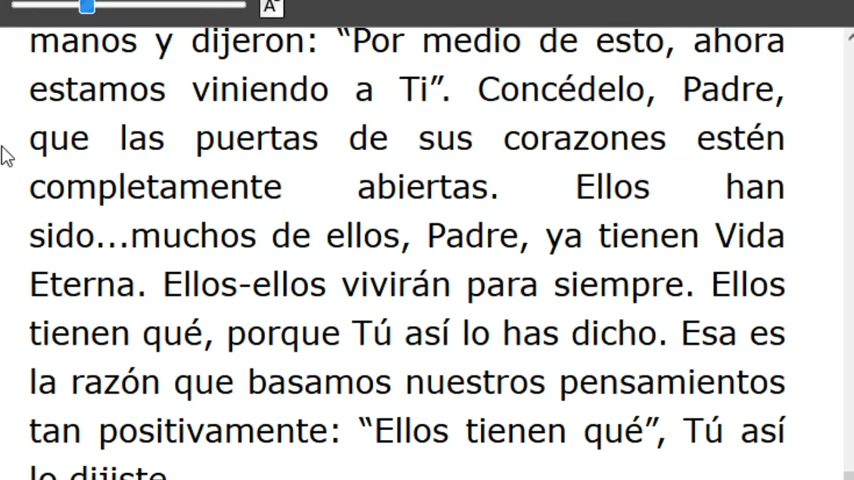 A
manos y dijeron: “Por medio de esto, ahora
estamos viniendo a Ti”. Concédelo, Padre,
que las puertas de sus corazones estén
completamente abiertas. Ellos han
sido...muchos de ellos, Padre, ya tienen Vida
Eterna. Ellos-ellos vivirán para siempre. Ellos
tienen qué, porque Tú así lo has dicho. Esa es
la razón que basamos nuestros pensamientos
tan positivamente: “Ellos tienen qué”, Tú así
lo dijiste